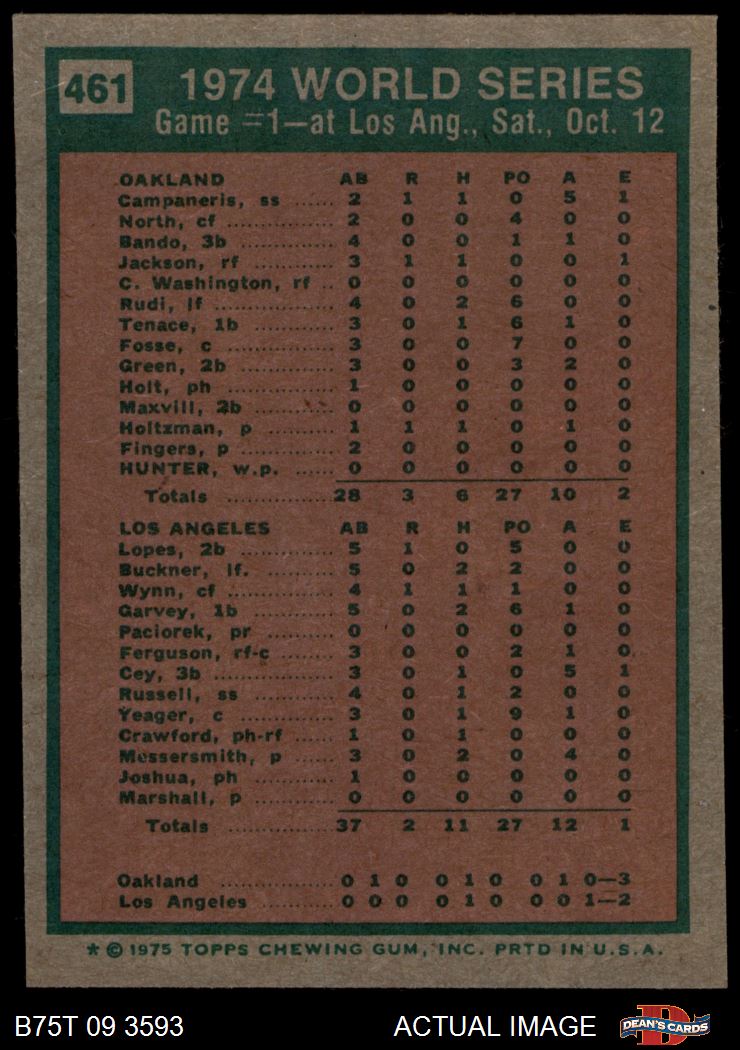 461
1974 WORLD SERIES
Game #1—at Los Ang., Sat., Oct. 12
OAKLAND AB R H PO A E
Campaneris, ss ...... 2 1 1 0 5 1
North, cf ............... 2 0 0 4 0 0
Bando, 3b ............. 4 0 0 1 1 0
Jackson, rf ............ 3 1 1 0 0 1
C. Washington, rf .. 0 0 0 0 0 0
Rudi, lf .................. 4 0 2 6 0 0
Tenace, 1b ............ 3 0 1 6 1 0
Fosse, c ................ 3 0 0 7 0 0
Green, 2b .............. 3 0 0 3 2 0
Holt, ph ................. 1 0 0 0 0 0
Maxvill, 2b ............ 0 0 0 0 0 0
Holtzman, p .......... 1 1 1 0 1 0
Fingers, p .............. 2 0 0 0 0 0
HUNTER, w.p. ...... 0 0 0 0 0 0
Totals ................ 28 3 6 27 10 2
LOS ANGELES AB R H PO A E
Lopes, 2b .............. 5 1 0 5 0 0
Buckner, lf. ........... 5 0 2 2 0 0
Wynn, cf ................ 4 1 1 1 0 0
Garvey, 1b ............. 5 0 2 6 1 0
Paciorek, pr .......... 0 0 0 0 0 0
Ferguson, rf-c ........ 3 0 0 2 1 0
Cey, 3b .................. 3 0 1 0 5 1
Russell, ss ............. 4 0 1 2 0 0
Yeager, c ............... 3 0 1 9 1 0
Crawford, ph-rf ...... 1 0 1 0 0 0
Messersmith, p ...... 3 0 2 0 4 0
Joshua, ph ............ 1 0 0 0 0 0
Marshall, p ............ 0 0 0 0 0 0
Totals ................ 37 2 11 27 12 1
Oakland ................ 0 1 0 0 1 0 0 1 0—3
Los Angeles ........... 0 0 0 0 1 0 0 0 1—2
* © 1975 TOPPS CHEWING GUM, INC. PRTD IN U.S.A.
B75T 09 3593 ACTUAL IMAGE DEAN'S CARDS